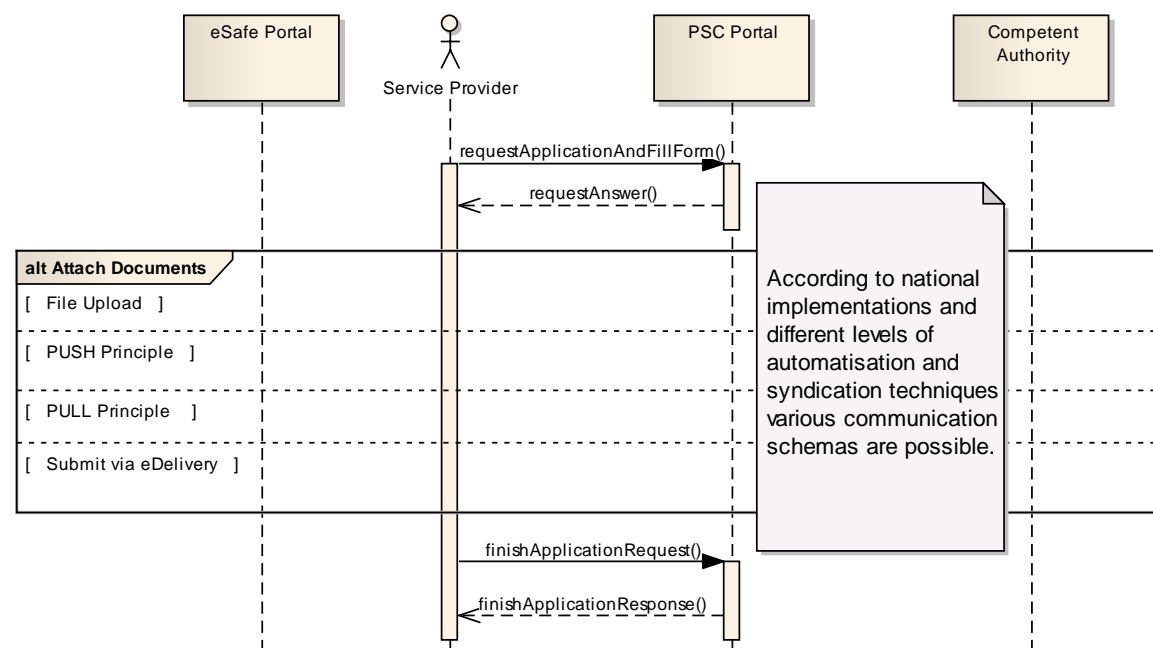 eSafe Portal
Service Provider
PSC Portal
Competent
Authority
requestApplicationAndFillForm()
requestAnswer()
alt Attach Documents
[ File Upload ]
[ PUSH Principle ]
[ PULL Principle ]
[ Submit via eDelivery ]
According to national
implementations and
different levels of
automatisation and
syndication techniques
various communication
schemas are possible.
finishApplicationRequest()
finishApplicationResponse()